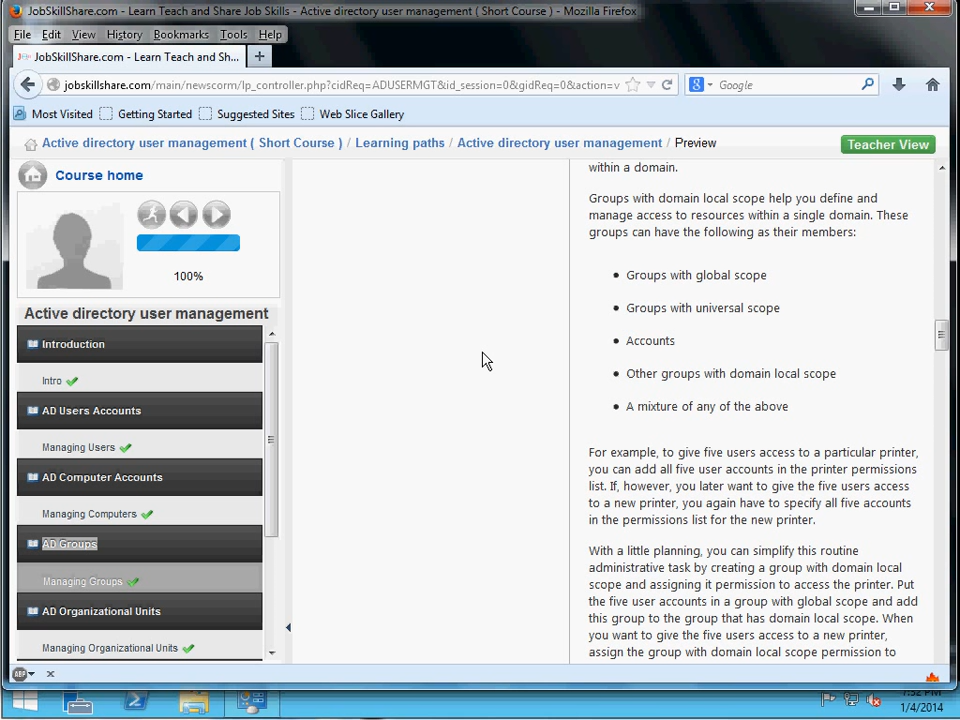 JobSkillShare.com - Learn Teach and Share Job Skills - Active directory user management ( Short Course ) - Mozilla Firefox
File Edit View History Bookmarks Tools Help
JobSkillShare.com - Learn Teach and Sh...
jobskillshare.com/main/newscorm/lp_controller.php?cidReq=ADUSERMGT&id_session=0&gidReq=0&action=v
Google
Most Visited Getting Started Suggested Sites Web Slice Gallery
Active directory user management ( Short Course ) / Learning paths / Active directory user management / Preview
Teacher View
Course home
100%
Active directory user management
Introduction
Intro
AD Users Accounts
Managing Users
AD Computer Accounts
Managing Computers
AD Groups
Managing Groups
AD Organizational Units
Managing Organizational Units
within a domain.
Groups with domain local scope help you define and
manage access to resources within a single domain. These
groups can have the following as their members:
• Groups with global scope
• Groups with universal scope
• Accounts
• Other groups with domain local scope
• A mixture of any of the above
For example, to give five users access to a particular printer,
you can add all five user accounts in the printer permissions
list. If, however, you later want to give the five users access
to a new printer, you again have to specify all five accounts
in the permissions list for the new printer.
With a little planning, you can simplify this routine
administrative task by creating a group with domain local
scope and assigning it permission to access the printer. Put
the five user accounts in a group with global scope and add
this group to the group that has domain local scope. When
you want to give the five users access to a new printer,
assign the group with domain local scope permission to
ABP
1/4/2014